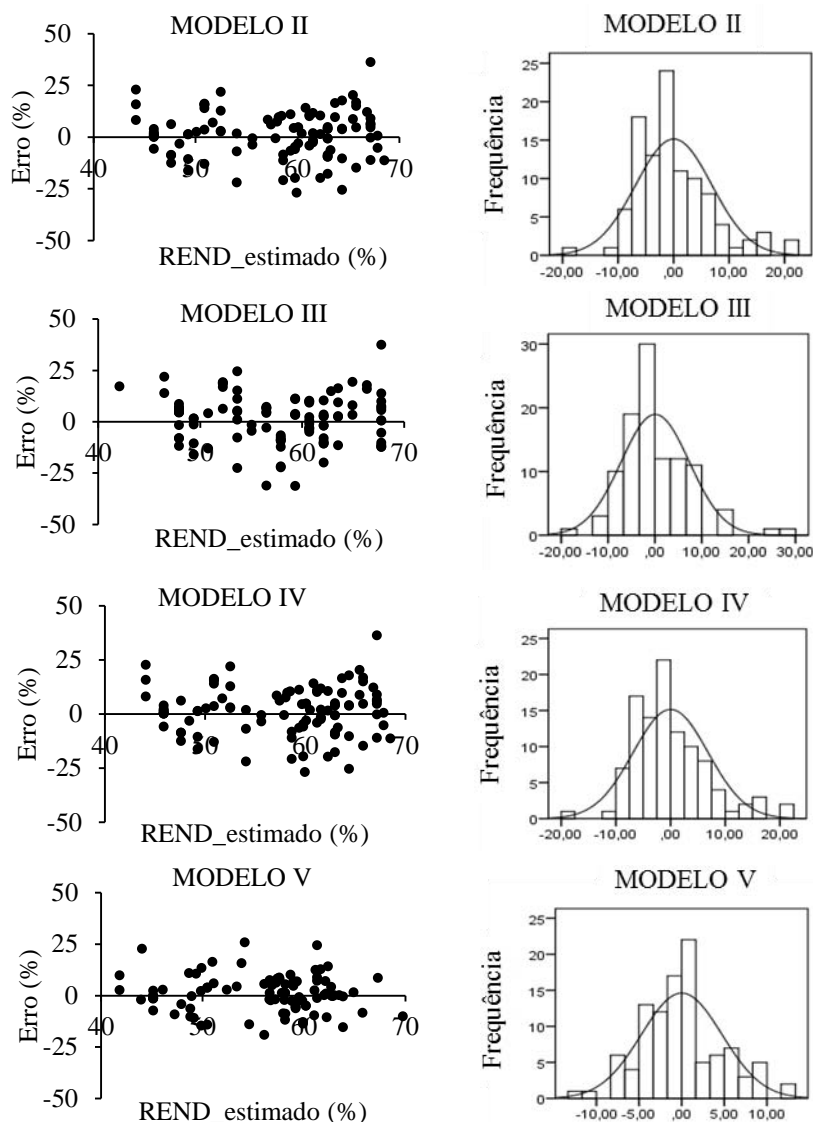 MODELO II
50
25
0
-25
-50
40
50
60
70
Erro (%)
REND_estimado (%)
MODELO II
25
20
15
10
5
0
-20,00 -10,00 ,00 10,00 20,00
Frequência
MODELO III
50
25
0
-25
-50
40
50
60
70
Erro (%)
REND_estimado (%)
MODELO III
30
20
10
0
-20,00 -10,00 ,00 10,00 20,00 30,00
Frequência
MODELO IV
50
25
0
-25
-50
40
50
60
70
Erro (%)
REND_estimado (%)
MODELO IV
25
20
15
10
5
0
-20,00 -10,00 ,00 10,00 20,00
Frequência
MODELO V
50
25
0
-25
-50
40
50
60
70
Erro (%)
REND_estimado (%)
MODELO V
25
20
15
10
5
0
-10,00 -5,00 ,00 5,00 10,00
Frequência